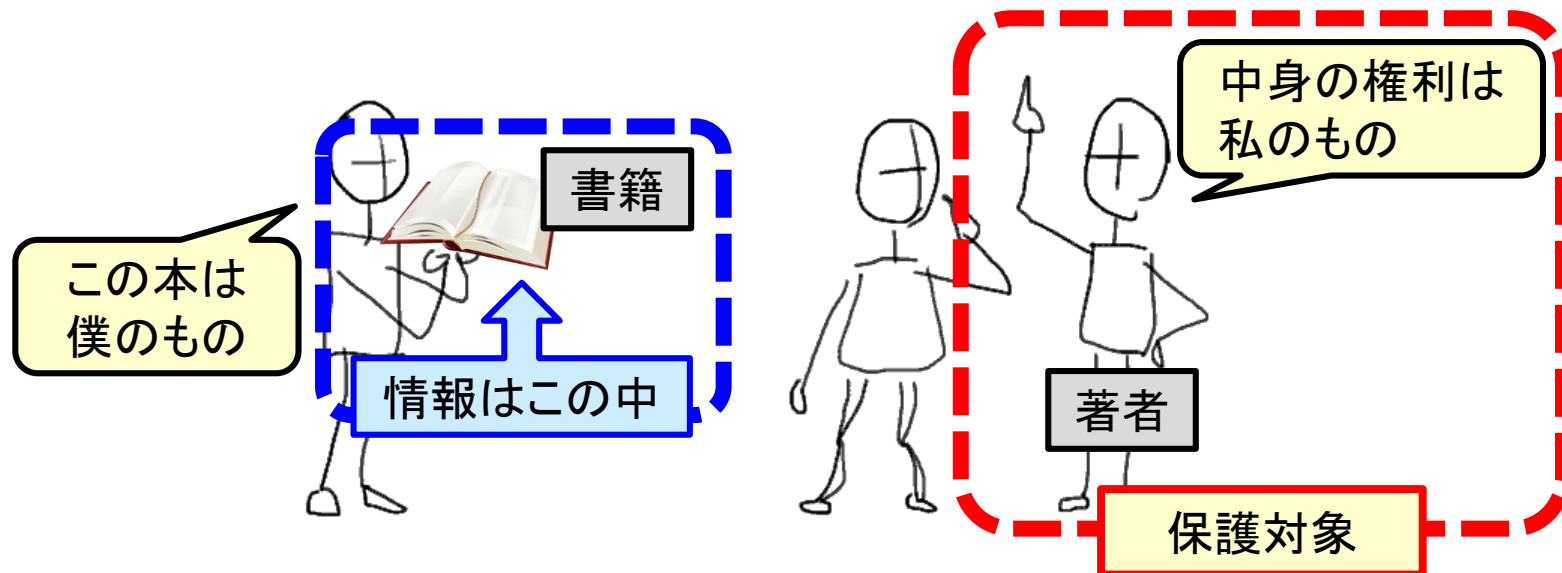 この本は
僕のもの
書籍
情報はこの中
中身の権利は
私のもの
著者
保護対象